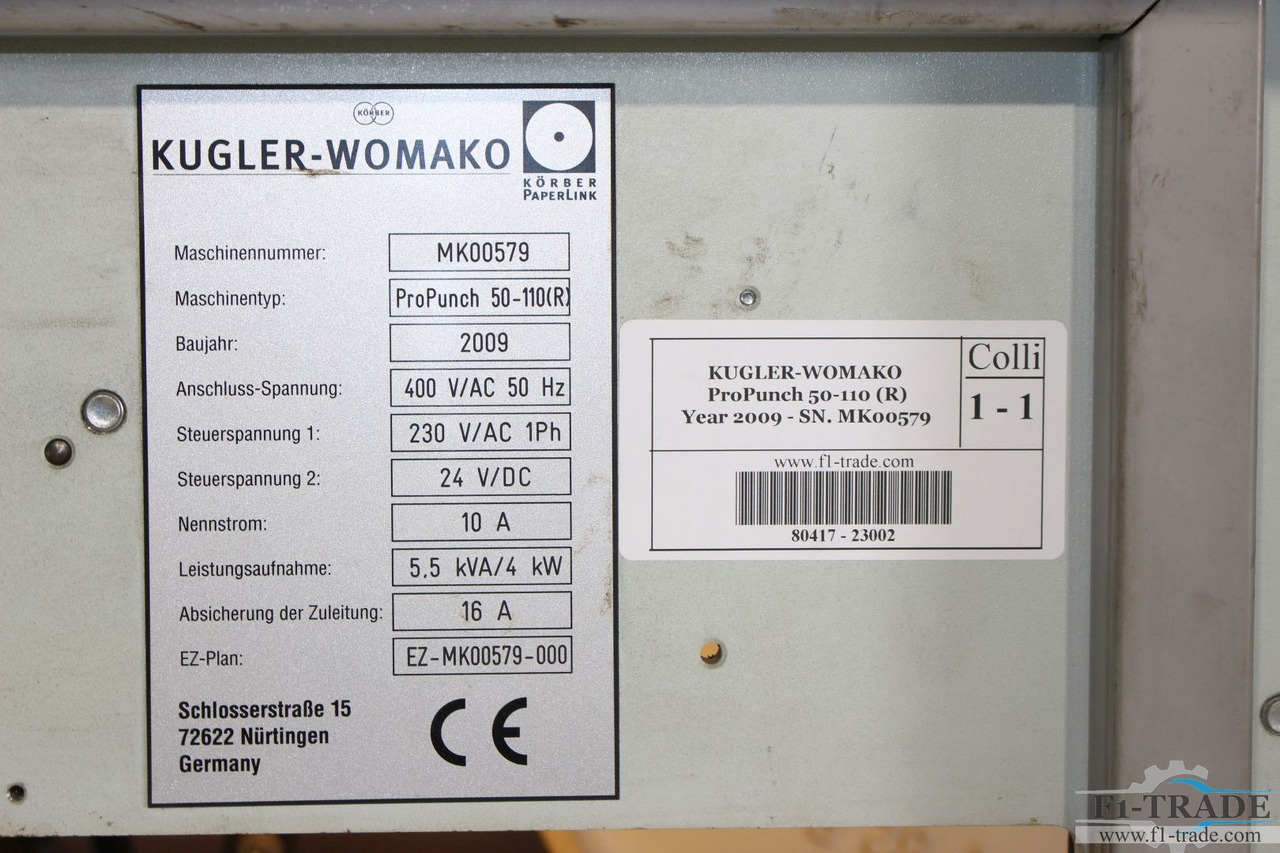 KÖRBER
KUGLER-WOMAKO
KÖRBER
PAPERLINK
Maschinennummer: MK00579
Maschinentyp: ProPunch 50-110(R)
Baujahr: 2009
Anschluss-Spannung: 400 V/AC 50 Hz
Steuerspannung 1: 230 V/AC 1Ph
Steuerspannung 2: 24 V/DC
Nennstrom: 10 A
Leistungsaufnahme: 5,5 kVA/4 kW
Absicherung der Zuleitung: 16 A
EZ-Plan: EZ-MK00579-000
Schlosserstraße 15
72622 Nürtingen
Germany
CE
KUGLER-WOMAKO
ProPunch 50-110 (R)
Year 2009 - SN. MK00579
Colli
1 - 1
www.f1-trade.com
80417 - 23002
F1-TRADE
www.f1-trade.com